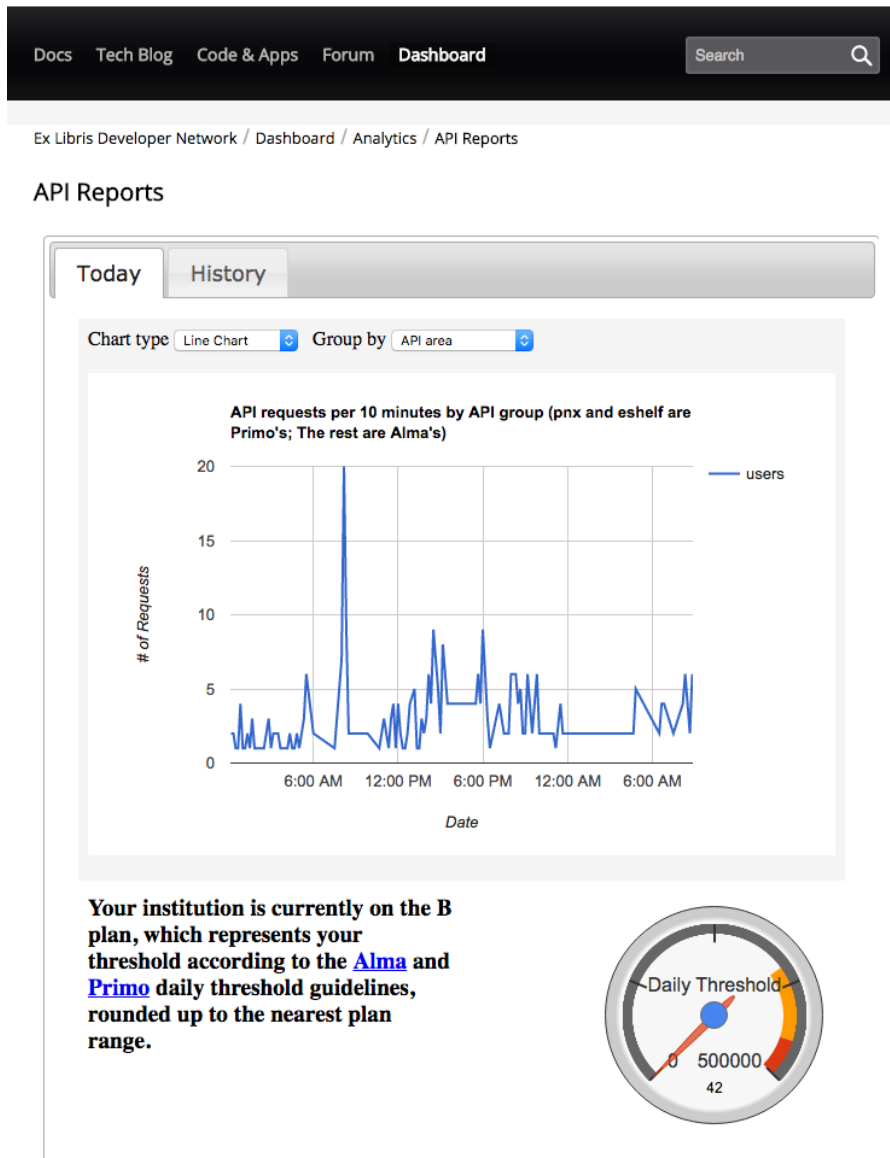 Docs Tech Blog Code & Apps Forum Dashboard Search
Ex Libris Developer Network / Dashboard / Analytics / API Reports
API Reports
Today History
Chart type Line Chart Group by API area
API requests per 10 minutes by API group (pnx and eshelf are
Primo's; The rest are Alma's)
users
# of Requests
20
15
10
5
0
6:00 AM 12:00 PM 6:00 PM 12:00 AM 6:00 AM
Date
Your institution is currently on the B
plan, which represents your
threshold according to the Alma and
Primo daily threshold guidelines,
rounded up to the nearest plan
range.
Daily Threshold
0 500000
42